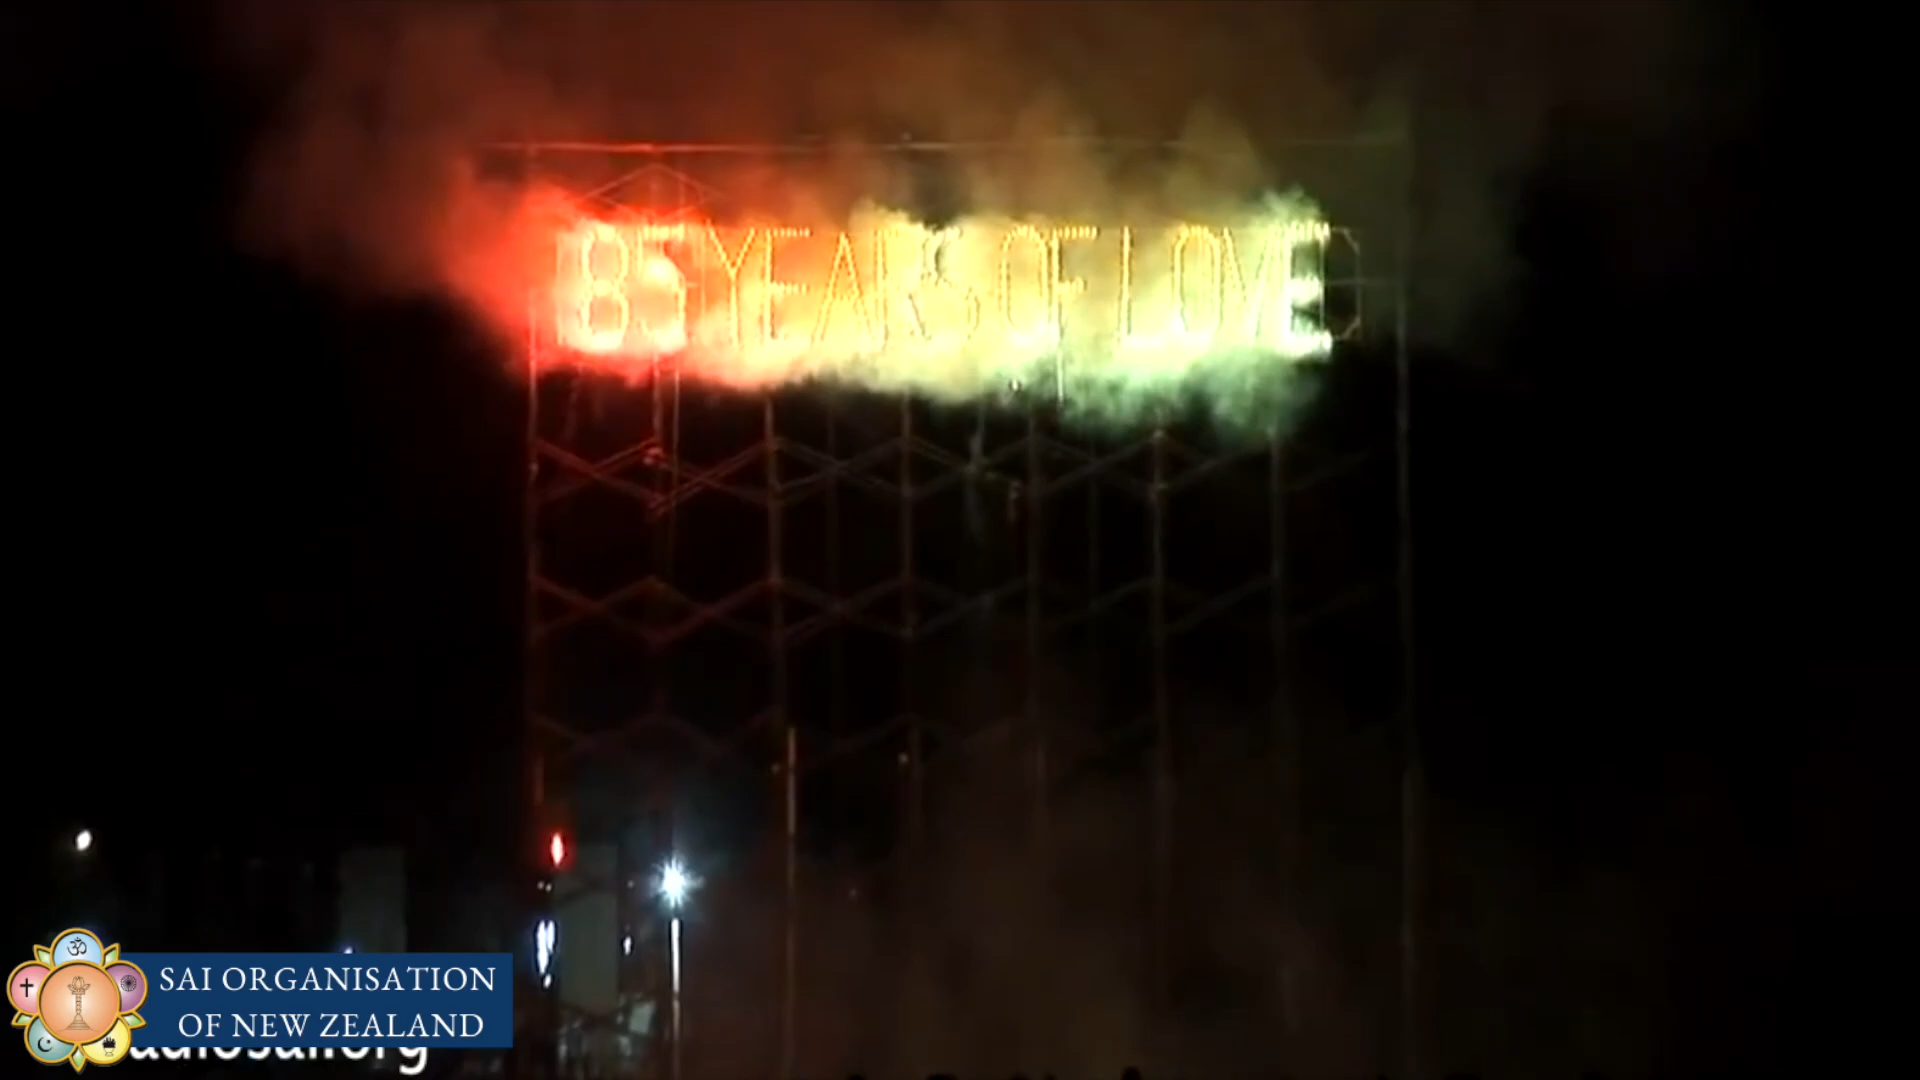 85 YEARS OF LOVE
SAI ORGANISATION
OF NEW ZEALAND